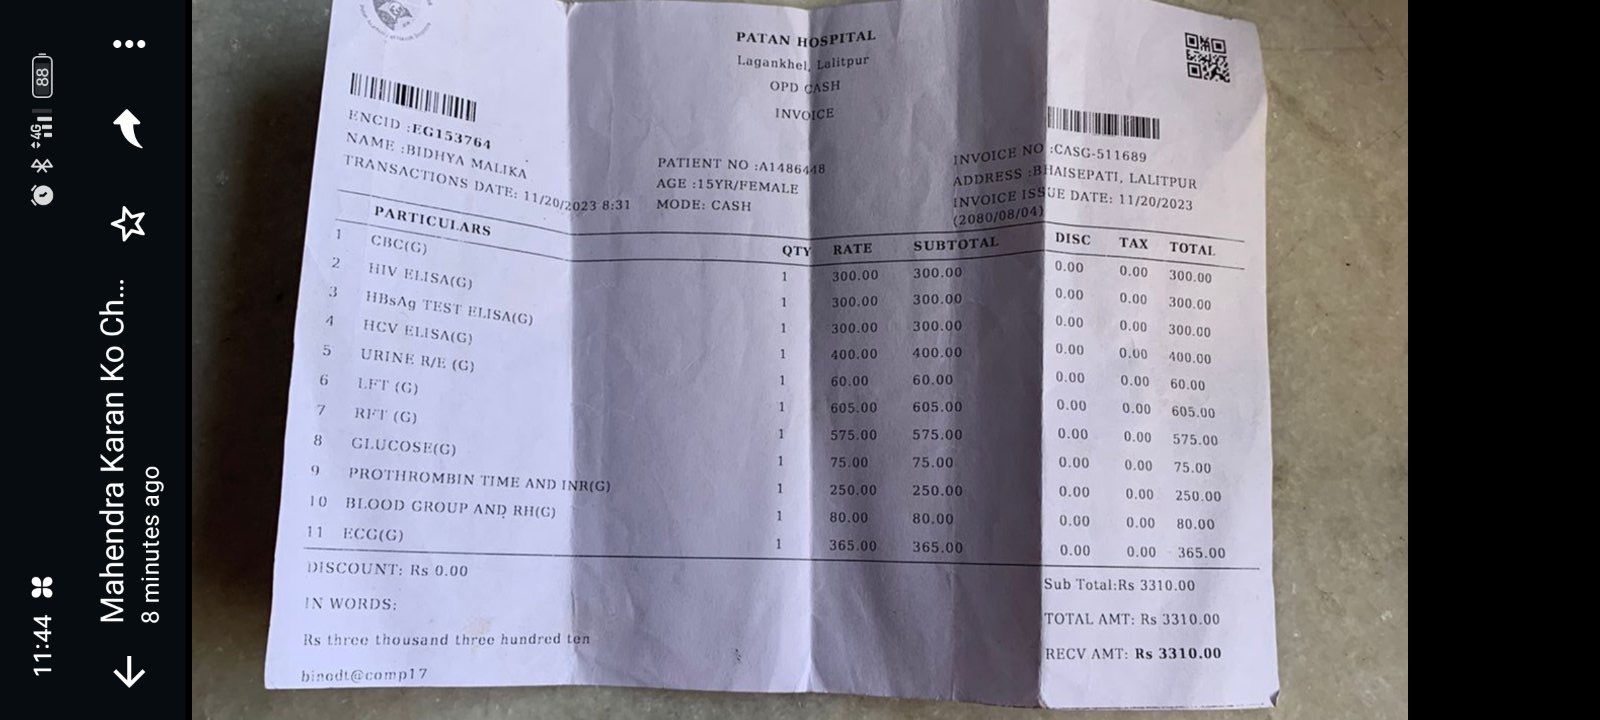 11:44
88
4G
Mahendra Karan Ko Ch...
8 minutes ago
PATAN HOSPITAL
Lagankhel, Lalitpur
OPD CASH
INVOICE
ENCID :EG153764
NAME :BIDHYA MALIKA
TRANSACTIONS DATE: 11/20/2023 8:31
PATIENT NO :A1486448
AGE :15YR/FEMALE
MODE: CASH
INVOICE NO :CASG-511689
ADDRESS :BHAISEPATI, LALITPUR
INVOICE ISSUE DATE: 11/20/2023
(2080/08/04)
PARTICULARS QTY RATE SUBTOTAL DISC TAX TOTAL
1 CBC(G) 1 300.00 300.00 0.00 0.00 300.00
2 HIV ELISA(G) 1 300.00 300.00 0.00 0.00 300.00
3 HBsAg TEST ELISA(G) 1 300.00 300.00 0.00 0.00 300.00
4 HCV ELISA(G) 1 400.00 400.00 0.00 0.00 400.00
5 URINE R/E (G) 1 60.00 60.00 0.00 0.00 60.00
6 LFT (G) 1 605.00 605.00 0.00 0.00 605.00
7 RFT (G) 1 575.00 575.00 0.00 0.00 575.00
8 GLUCOSE(G) 1 75.00 75.00 0.00 0.00 75.00
9 PROTHROMBIN TIME AND INR(G) 1 250.00 250.00 0.00 0.00 250.00
10 BLOOD GROUP AND RH(G) 1 80.00 80.00 0.00 0.00 80.00
11 ECG(G) 1 365.00 365.00 0.00 0.00 365.00
DISCOUNT: Rs 0.00
Sub Total:Rs 3310.00
IN WORDS:
TOTAL AMT: Rs 3310.00
Rs three thousand three hundred ten
RECV AMT: Rs 3310.00
binodt@comp17